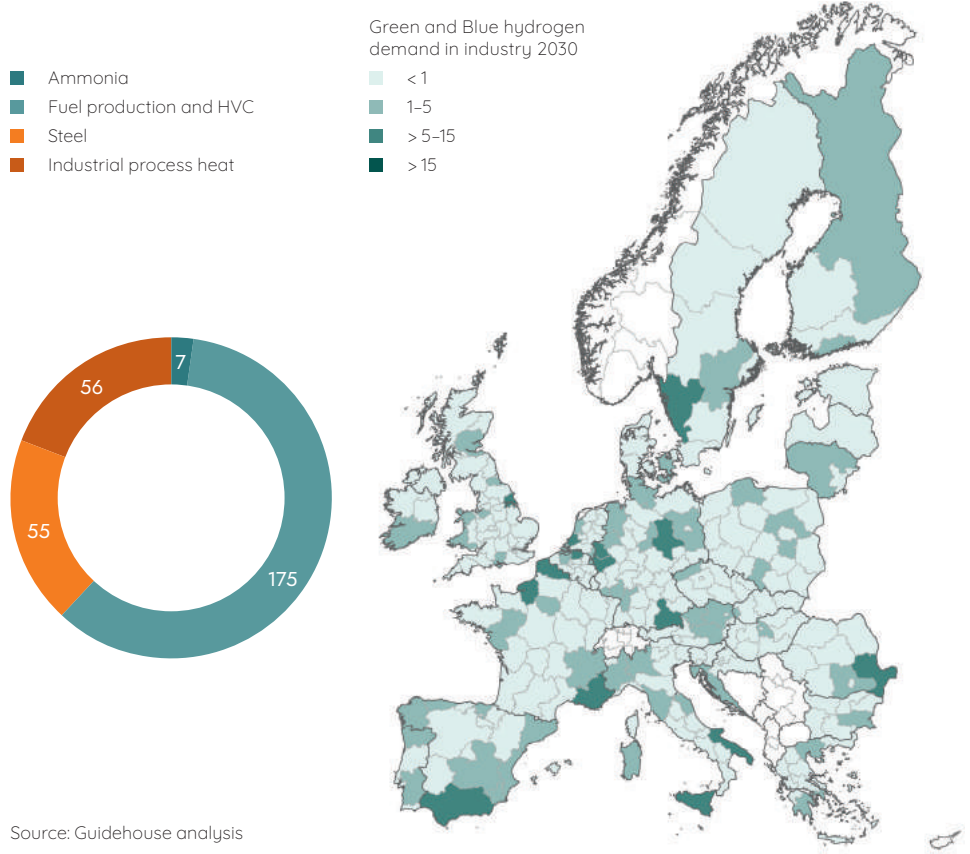 Ammonia
Fuel production and HVC
Steel
Industrial process heat
Green and Blue hydrogen
demand in industry 2030
< 1
1–5
> 5–15
> 15
7
56
55
175
Source: Guidehouse analysis